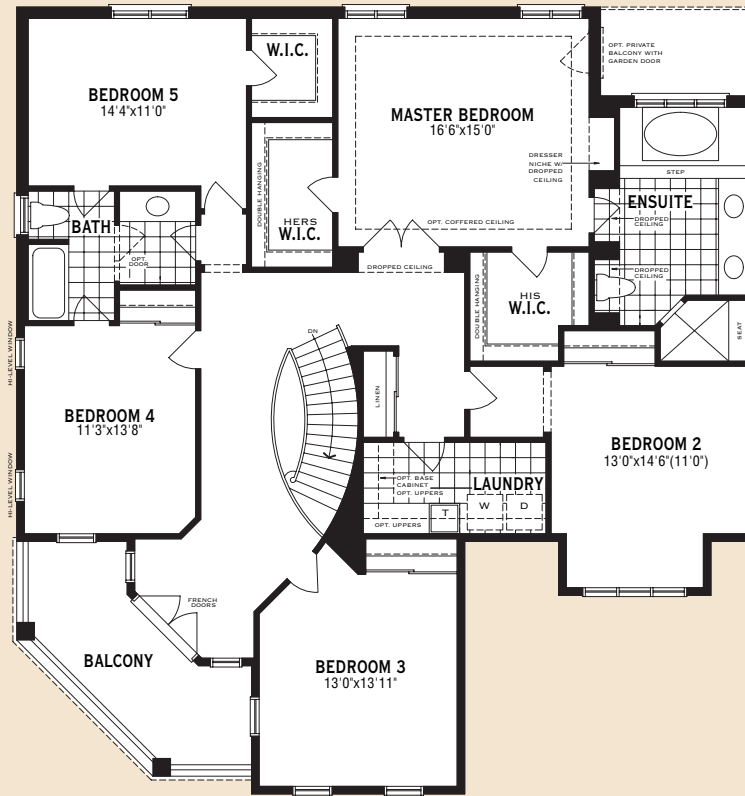 W.I.C.
OPT. PRIVATE
BALCONY WITH
GARDEN DOOR
BEDROOM 5
14'4"x11'0"
MASTER BEDROOM
16'6"x15'0"
DRESSER
NICHE W/
DROPPED
CEILING
STEP
DOUBLE HANGING
HERS
W.I.C.
OPT. COFFERED CEILING
ENSUITE
DROPPED
CEILING
BATH
OPT.
DOOR
DROPPED CEILING
DROPPED
CEILING
DOUBLE HANGING
HIS
W.I.C.
SEAT
HI-LEVEL WINDOW
DN
LINEN
BEDROOM 4
11'3"x13'8"
BEDROOM 2
13'0"x14'6"(11'0")
HI-LEVEL WINDOW
OPT. BASE
CABINET
OPT. UPPERS
LAUNDRY
T
W
D
OPT. UPPERS
FRENCH
DOORS
BALCONY
BEDROOM 3
13'0"x13'11"